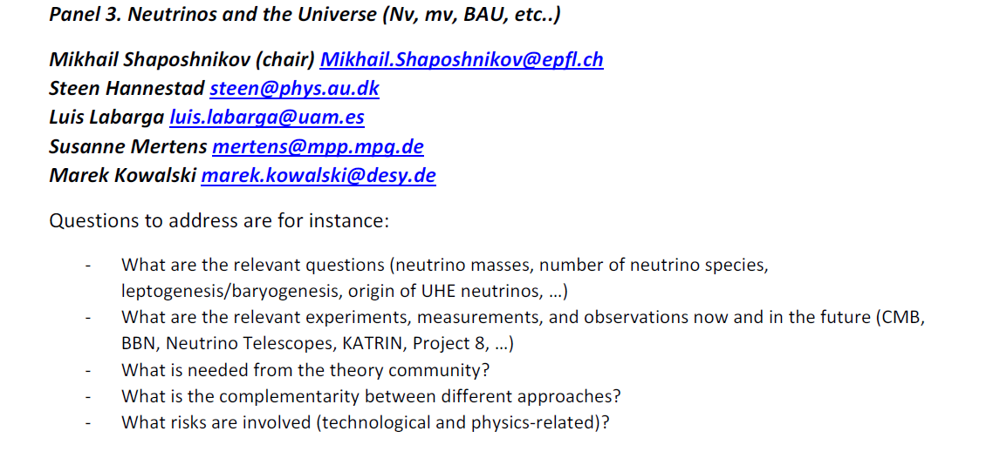 Panel 3. Neutrinos and the Universe (Nv, mv, BAU, etc..)
Mikhail Shaposhnikov (chair) Mikhail.Shaposhnikov@epfl.ch
Steen Hannestad steen@phys.au.dk
Luis Labarga luis.labarga@uam.es
Susanne Mertens mertens@mpp.mpg.de
Marek Kowalski marek.kowalski@desy.de
Questions to address are for instance:
- What are the relevant questions (neutrino masses, number of neutrino species,
leptogenesis/baryogenesis, origin of UHE neutrinos, …)
- What are the relevant experiments, measurements, and observations now and in the future (CMB,
BBN, Neutrino Telescopes, KATRIN, Project 8, …)
- What is needed from the theory community?
- What is the complementarity between different approaches?
- What risks are involved (technological and physics-related)?